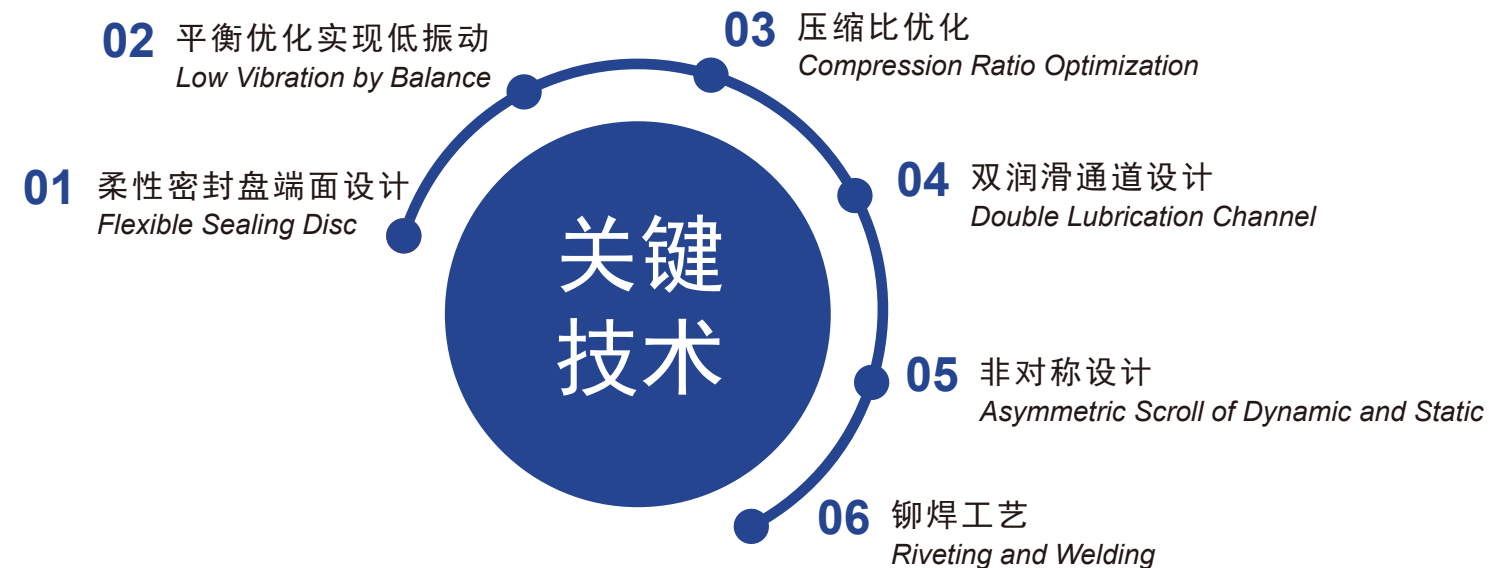 01 柔性密封盘端面设计
Flexible Sealing Disc
02 平衡优化实现低振动
Low Vibration by Balance
03 压缩比优化
Compression Ratio Optimization
04 双润滑通道设计
Double Lubrication Channel
05 非对称设计
Asymmetric Scroll of Dynamic and Static
06 铆焊工艺
Riveting and Welding
关键
技术